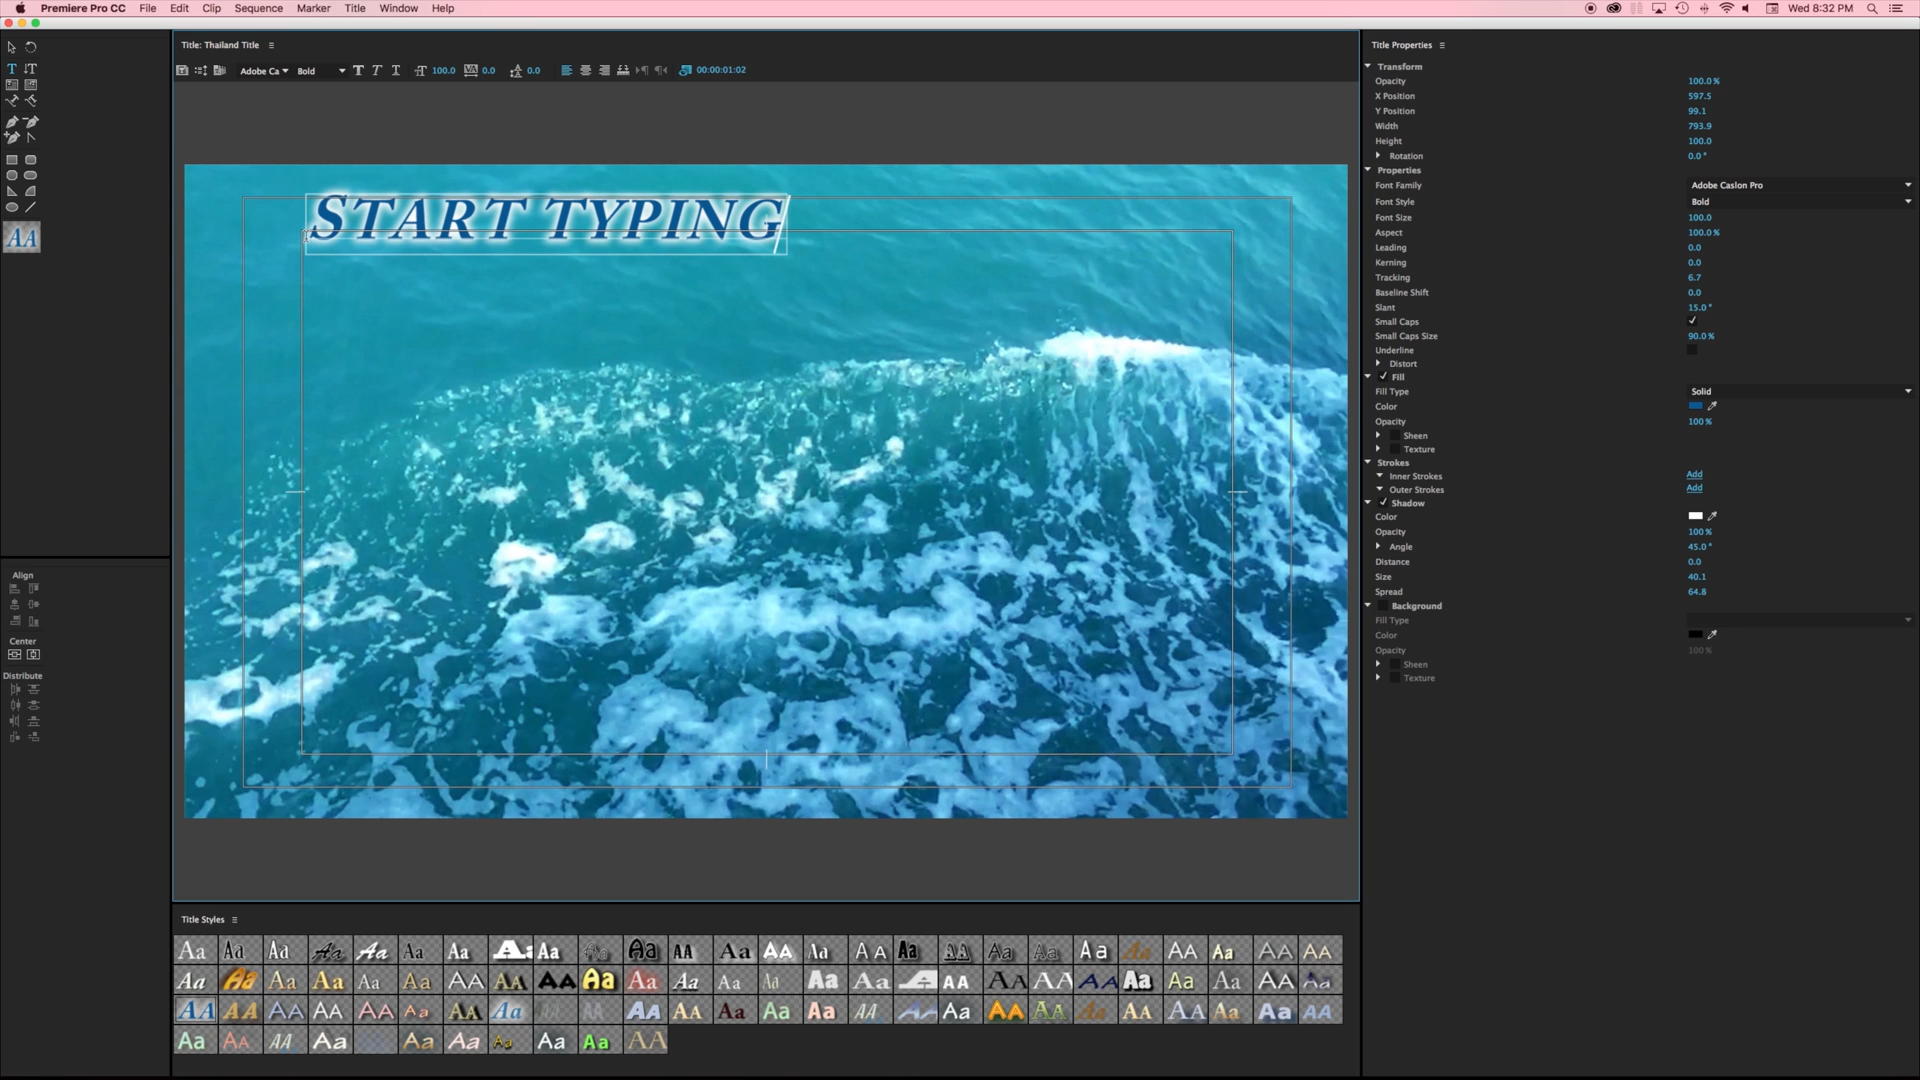 Premiere Pro CC File Edit Clip Sequence Marker Title Window Help Wed 8:32 PM
Title: Thailand Title
Adobe Ca Bold 100.0 0.0 0.0 00:00:01:02
START TYPING
Align
Center
Distribute
Title Styles
Title Properties
Transform
Opacity 100.0 %
X Position 597.5
Y Position 99.1
Width 793.9
Height 100.0
Rotation 0.0 °
Properties
Font Family Adobe Caslon Pro
Font Style Bold
Font Size 100.0
Aspect 100.0 %
Leading 0.0
Kerning 0.0
Tracking 6.7
Baseline Shift 0.0
Slant 15.0 °
Small Caps
Small Caps Size 90.0 %
Underline
Distort
Fill
Fill Type Solid
Color
Opacity 100 %
Sheen
Texture
Strokes
Inner Strokes Add
Outer Strokes Add
Shadow
Color
Opacity 100 %
Angle 45.0 °
Distance 0.0
Size 40.1
Spread 64.8
Background
Fill Type
Color
Opacity 100 %
Sheen
Texture